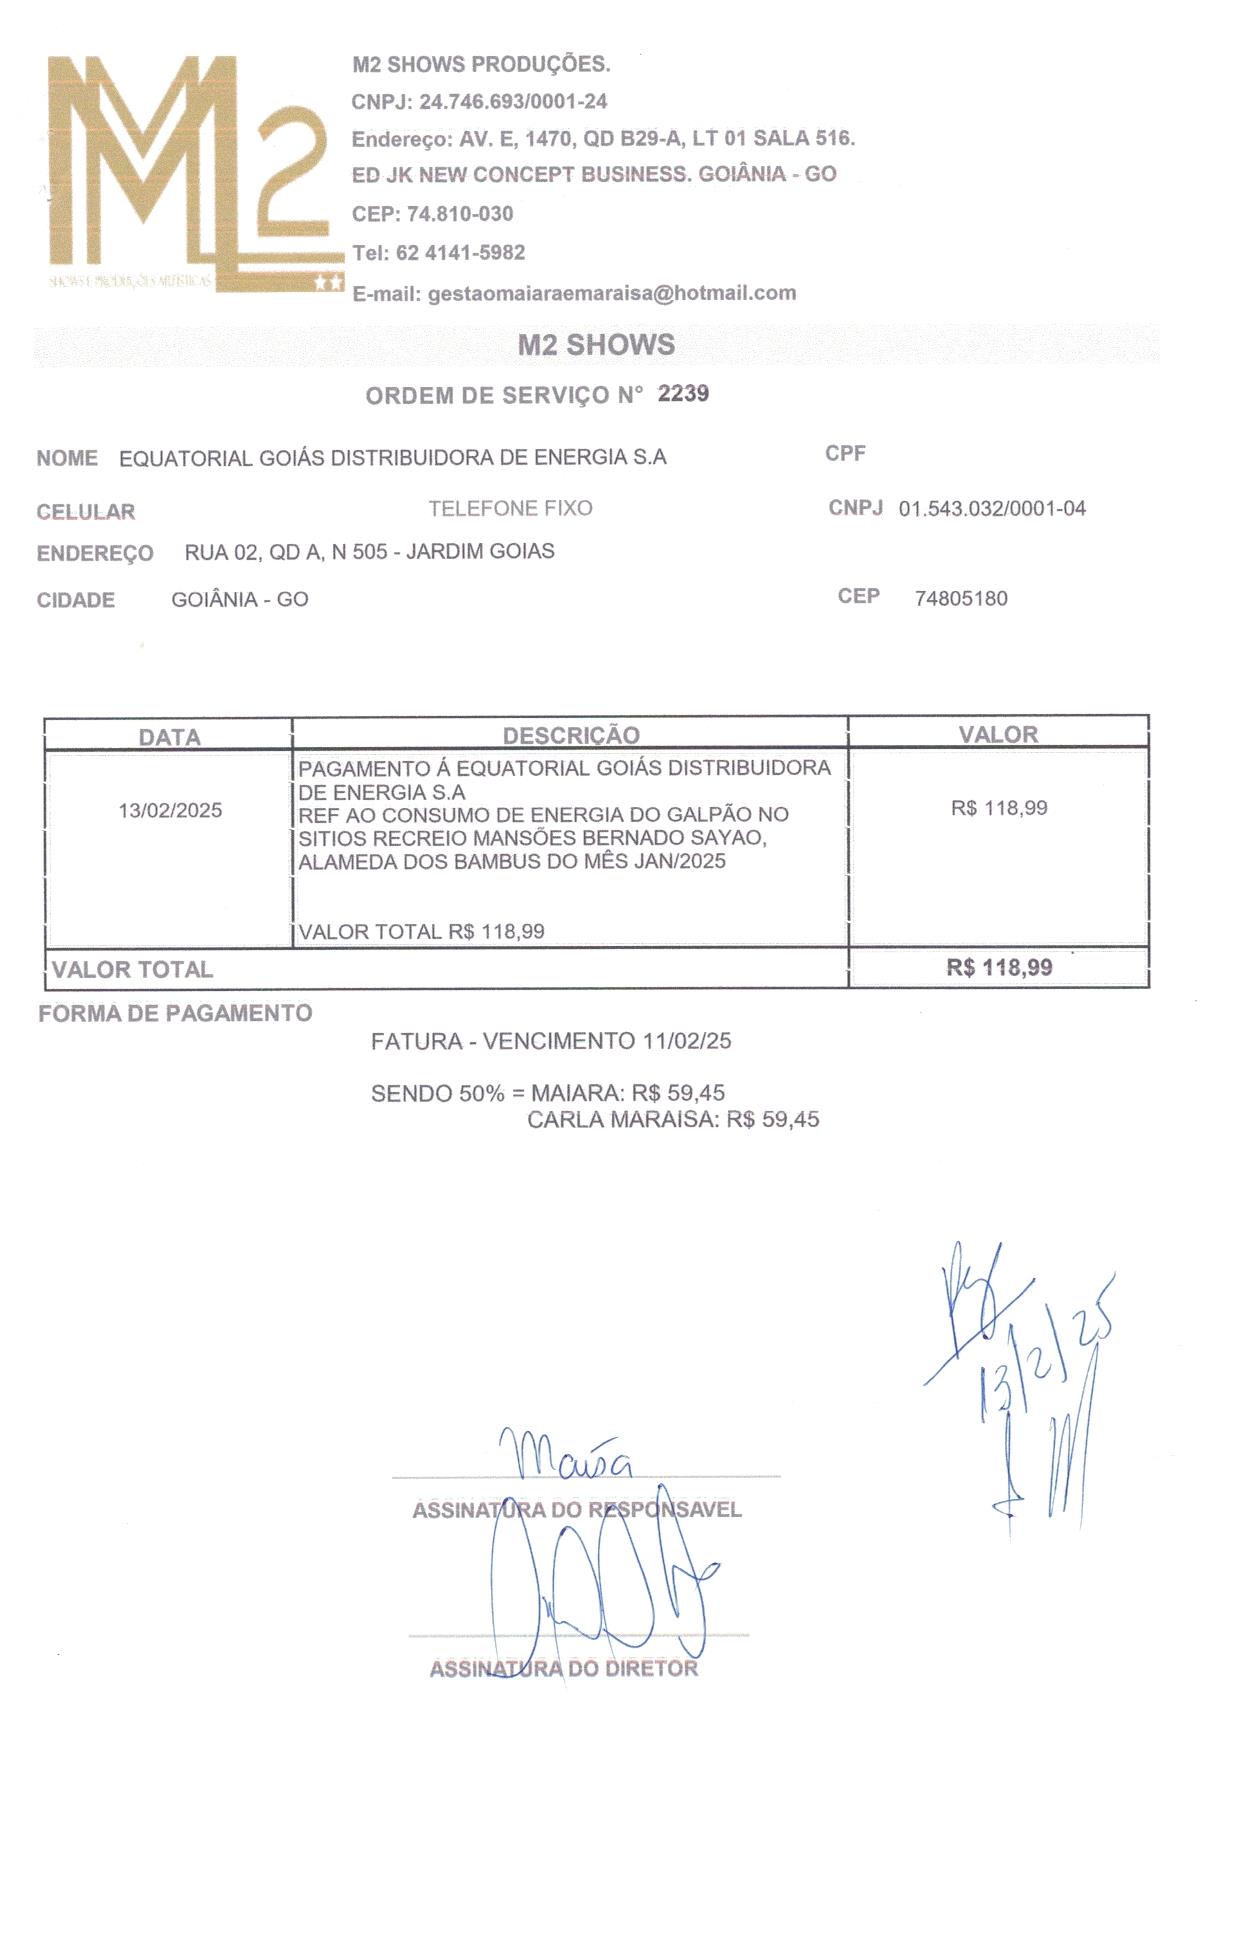 M2 SHOWS PRODUÇÕES.
CNPJ: 24.746.693/0001-24
Endereço: AV. E, 1470, QD B29-A, LT 01 SALA 516.
ED JK NEW CONCEPT BUSINESS. GOIÂNIA - GO
CEP: 74.810-030
Tel: 62 4141-5982
E-mail: gestaomaiaraemaraisa@hotmail.com
M2
SHOWS E PRODUÇÕES ARTÍSTICAS
M2 SHOWS
ORDEM DE SERVIÇO N° 2239
NOME EQUATORIAL GOIÁS DISTRIBUIDORA DE ENERGIA S.A CPF
CELULAR TELEFONE FIXO CNPJ 01.543.032/0001-04
ENDEREÇO RUA 02, QD A, N 505 - JARDIM GOIAS
CIDADE GOIÂNIA - GO CEP 74805180
DATA DESCRIÇÃO VALOR
PAGAMENTO Á EQUATORIAL GOIÁS DISTRIBUIDORA
DE ENERGIA S.A
13/02/2025 REF AO CONSUMO DE ENERGIA DO GALPÃO NO R$ 118,99
SITIOS RECREIO MANSÕES BERNADO SAYAO,
ALAMEDA DOS BAMBUS DO MÊS JAN/2025
VALOR TOTAL R$ 118,99
VALOR TOTAL R$ 118,99
FORMA DE PAGAMENTO
FATURA - VENCIMENTO 11/02/25
SENDO 50% = MAIARA: R$ 59,45
CARLA MARAISA: R$ 59,45
13/2/25
Maísa
ASSINATURA DO RESPONSAVEL
ASSINATURA DO DIRETOR